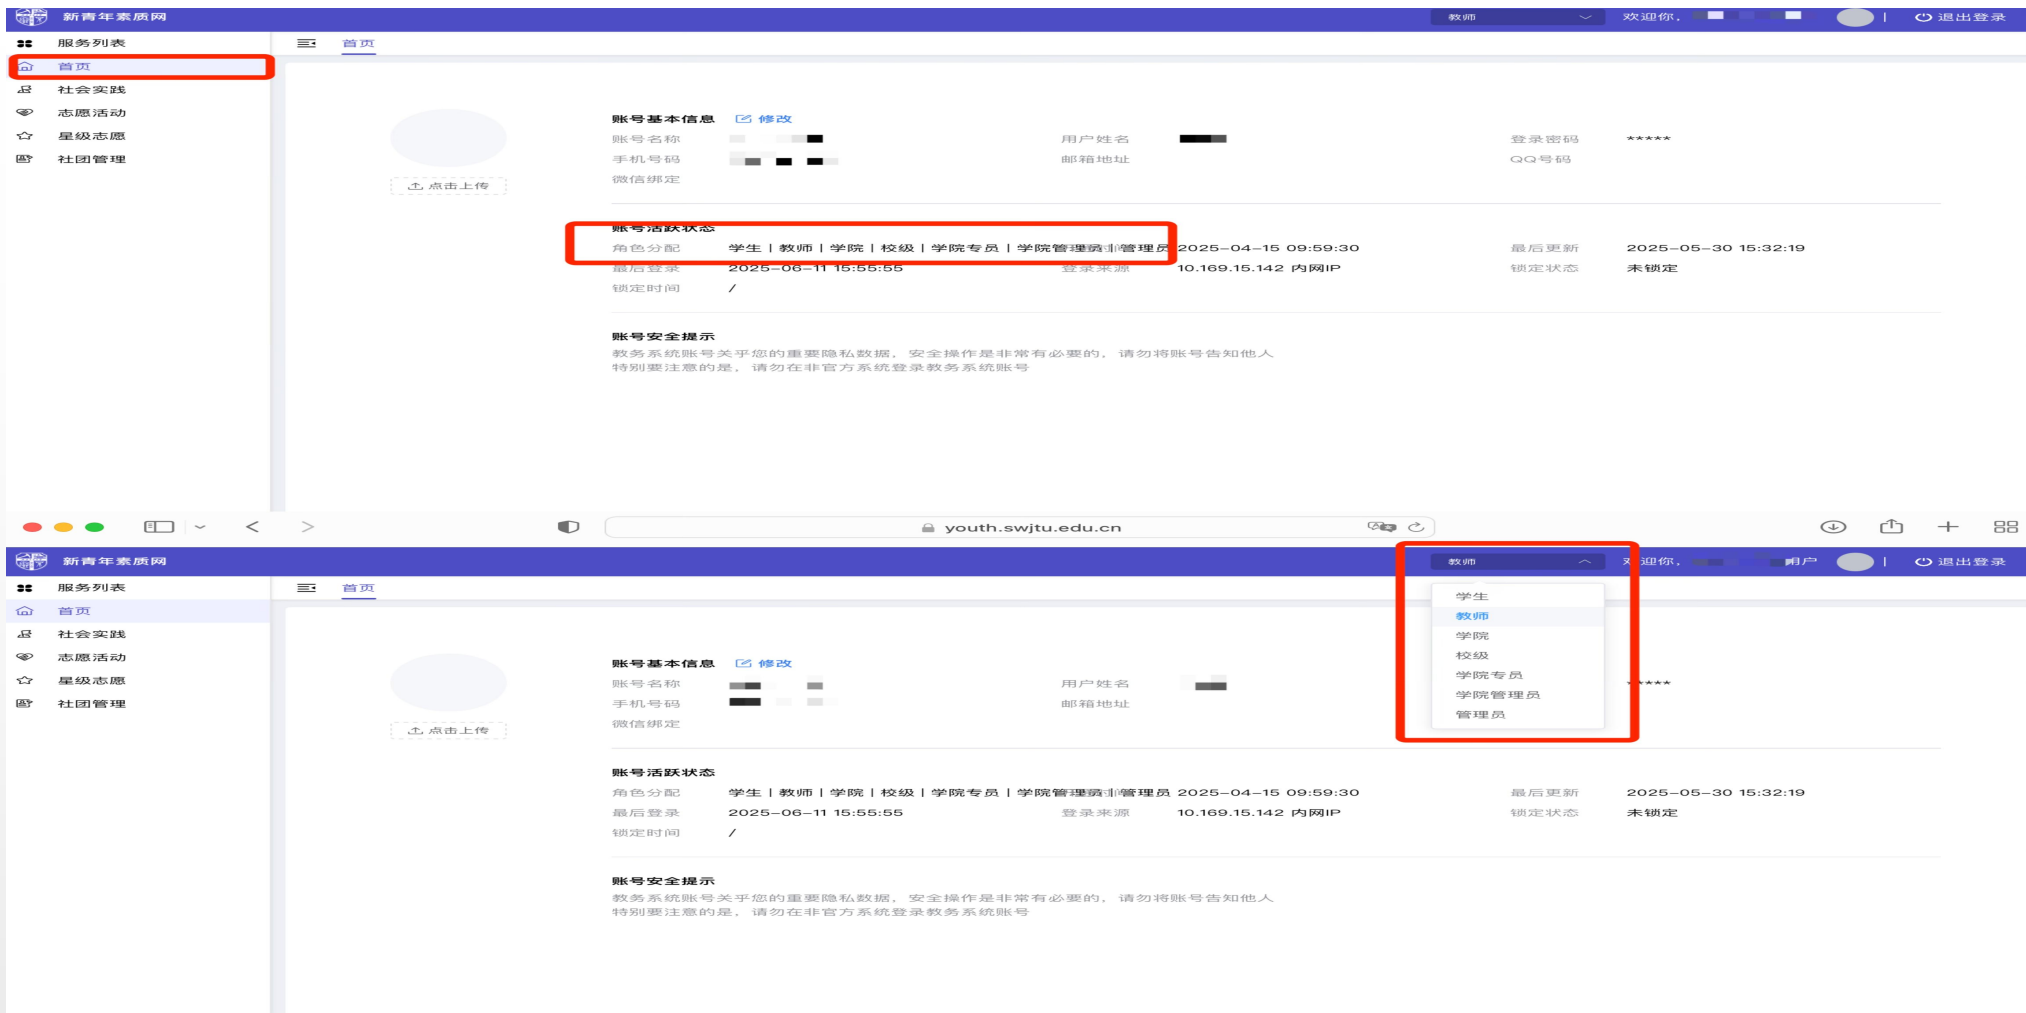 新青年素质网 教师 欢迎你, 退出登录
服务列表 首页
首页
社会实践
志愿活动
星级志愿
社团管理
点击上传
账号基本信息 修改
账号名称 用户姓名 登录密码 *****
手机号码 邮箱地址 QQ号码
微信绑定
账号活跃状态
角色分配 学生 | 教师 | 学院 | 校级 | 学院专员 | 学院管理员 | 管理员 2025-04-15 09:59:30 最后更新 2025-05-30 15:32:19
最后登录 2025-06-11 15:55:55 登录来源 10.169.15.142 内网IP 锁定状态 未锁定
锁定时间 /
账号安全提示
教务系统账号关乎您的重要隐私数据, 安全操作是非常有必要的, 请勿将账号告知他人
特别要注意的是, 请勿在非官方系统登录教务系统账号
youth.swjtu.edu.cn
新青年素质网 教师 欢迎你, 用户 退出登录
服务列表 首页
首页
社会实践
志愿活动
星级志愿
社团管理
点击上传
学生
教师
学院
校级
学院专员
学院管理员
管理员
账号基本信息 修改
账号名称 用户姓名 *****
手机号码 邮箱地址
微信绑定
账号活跃状态
角色分配 学生 | 教师 | 学院 | 校级 | 学院专员 | 学院管理员 | 管理员 2025-04-15 09:59:30 最后更新 2025-05-30 15:32:19
最后登录 2025-06-11 15:55:55 登录来源 10.169.15.142 内网IP 锁定状态 未锁定
锁定时间 /
账号安全提示
教务系统账号关乎您的重要隐私数据, 安全操作是非常有必要的, 请勿将账号告知他人
特别要注意的是, 请勿在非官方系统登录教务系统账号